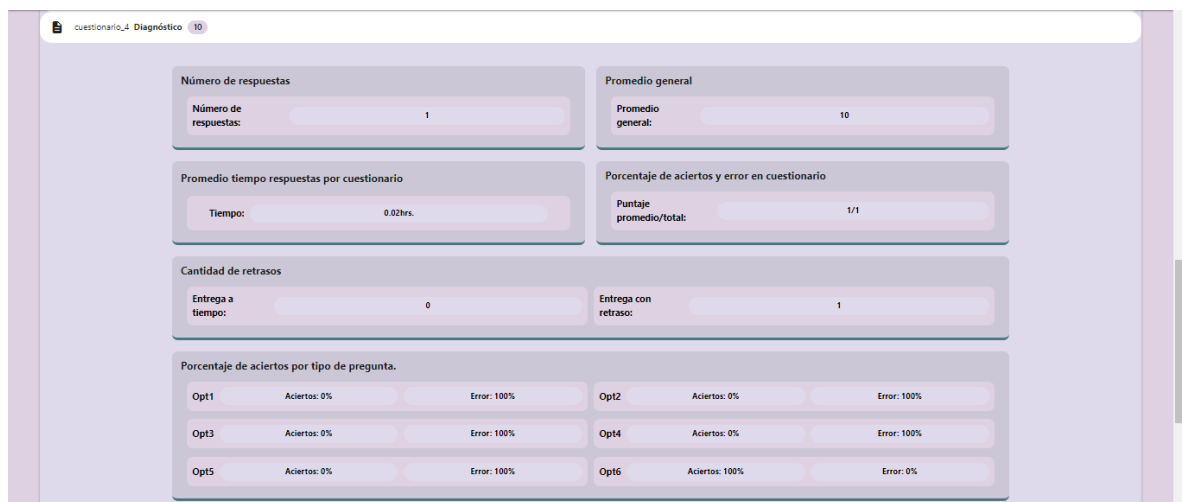 cuestionario_4 Diagnóstico 10
Número de respuestas
Número de
respuestas:
1
Promedio general
Promedio
general:
10
Promedio tiempo respuestas por cuestionario
Tiempo:
0.02hrs.
Porcentaje de aciertos y error en cuestionario
Puntaje
promedio/total:
1/1
Cantidad de retrasos
Entrega a
tiempo:
0
Entrega con
retraso:
1
Porcentaje de aciertos por tipo de pregunta.
Opt1 Aciertos: 0% Error: 100%
Opt2 Aciertos: 0% Error: 100%
Opt3 Aciertos: 0% Error: 100%
Opt4 Aciertos: 0% Error: 100%
Opt5 Aciertos: 0% Error: 100%
Opt6 Aciertos: 100% Error: 0%